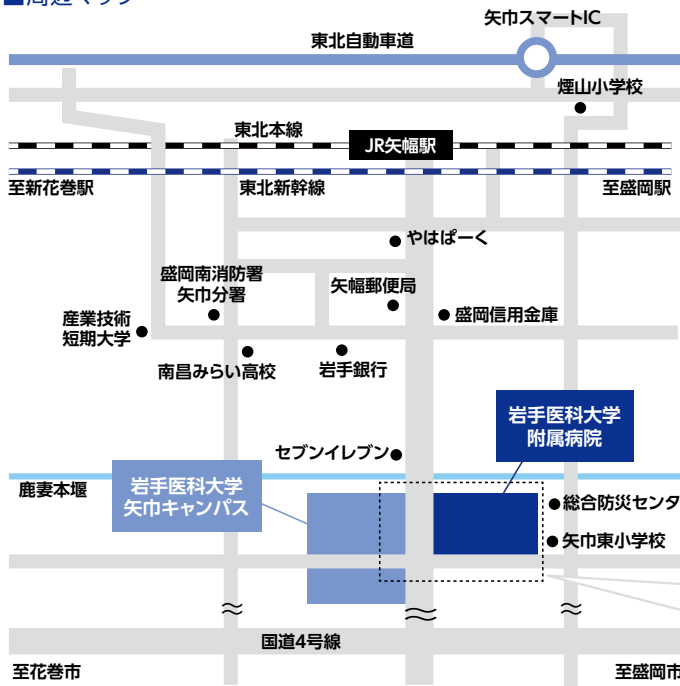 ■周辺マップ
矢巾スマートIC
東北自動車道
煙山小学校
東北本線
JR矢幅駅
至新花巻駅
東北新幹線
至盛岡駅
やはぱーく
盛岡南消防署
矢巾分署
矢幅郵便局
産業技術
短期大学
盛岡信用金庫
南昌みらい高校
岩手銀行
岩手医科大学
附属病院
セブンイレブン
鹿妻本堰
岩手医科大学
矢巾キャンパス
総合防災センタ
矢巾東小学校
国道4号線
至花巻市
至盛岡市